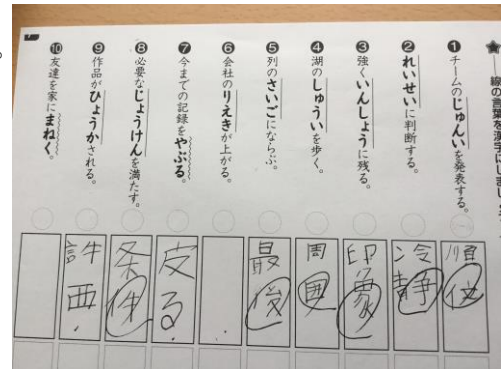 線の言葉を漢字にしまし
❶ チームのじゅんいを発表する。
❷ れいせいに判断する。
❸ 強くいんしょうに残る。
❹ 湖のしゅういを歩く。
❺ 列のさいごにならぶ。
❻ 会社のりえきが上がる。
❼ 今までの記録をやぶる。
❽ 必要なじょうけんを満たす。
❾ 作品がひょうかされる。
❿ 友達を家にまねく。
順位
冷静
印象
周囲
最後
皮る
条件